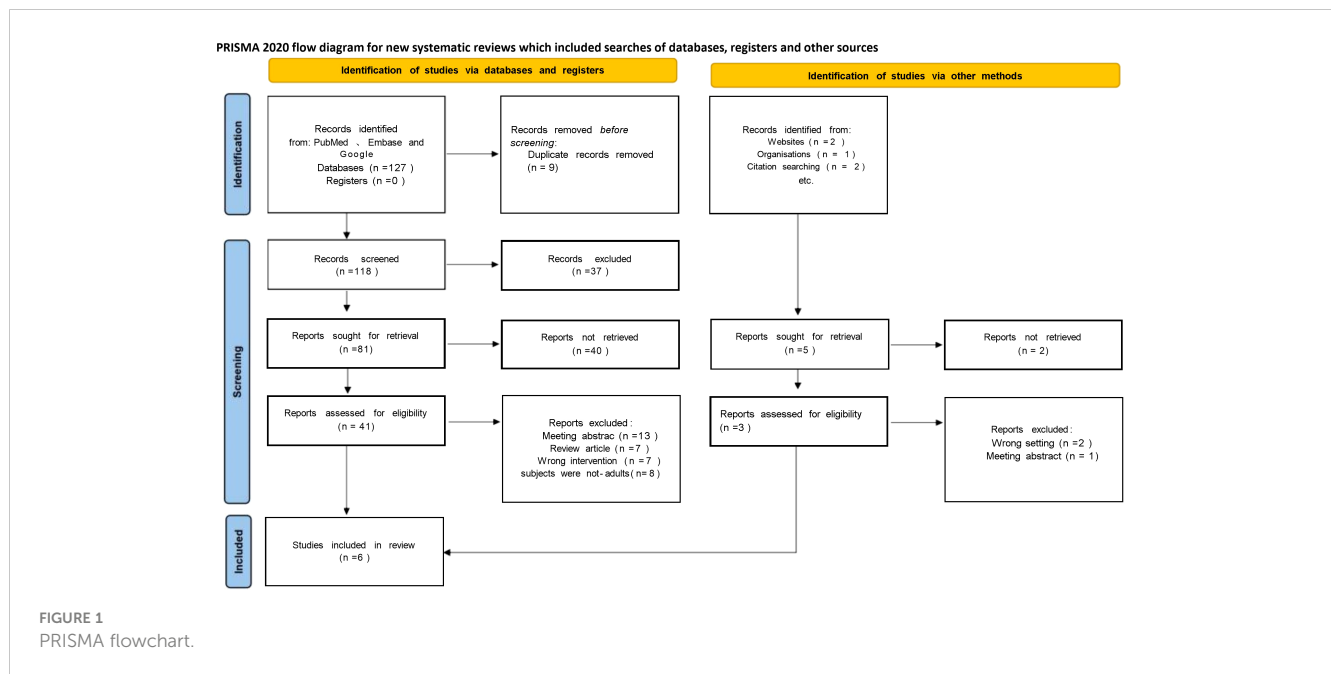 PRISMA 2020 flow diagram for new systematic reviews which included searches of databases, registers and other sources
Identification of studies via databases and registers
Identification of studies via other methods
Identification
Records identified
from: PubMed 、 Embase and
Google
Databases (n =127 )
Registers (n =0 )
Records removed before
screening:
Duplicate records removed
(n = 9)
Records identified from:
Websites (n =2 )
Organisations (n = 1)
Citation searching (n = 2)
etc.
Screening
Records screened
(n =118 )
Records excluded
(n =37 )
Reports sought for retrieval
(n =81)
Reports not retrieved
(n =40)
Reports sought for retrieval
(n =5 )
Reports not retrieved
(n = 2)
Reports assessed for eligibility
(n = 41)
Reports excluded :
Meeting abstrac (n =13 )
Review article (n =7 )
Wrong intervention (n =7 )
subjects were not-adults(n= 8)
Reports assessed for eligibility
(n =3 )
Reports excluded :
Wrong setting (n =2 )
Meeting abstract (n = 1)
Included
Studies included in review
(n =6 )
FIGURE 1
PRISMA flowchart.